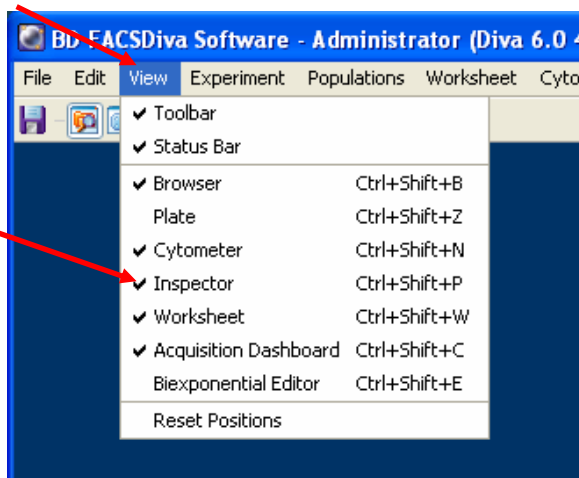 BD FACSDiva Software - Administrator (Diva 6.0 4
File Edit View Experiment Populations Worksheet Cyto
✔ Toolbar
✔ Status Bar
✔ Browser Ctrl+Shift+B
Plate Ctrl+Shift+Z
✔ Cytometer Ctrl+Shift+N
✔ Inspector Ctrl+Shift+P
✔ Worksheet Ctrl+Shift+W
✔ Acquisition Dashboard Ctrl+Shift+C
Biexponential Editor Ctrl+Shift+E
Reset Positions